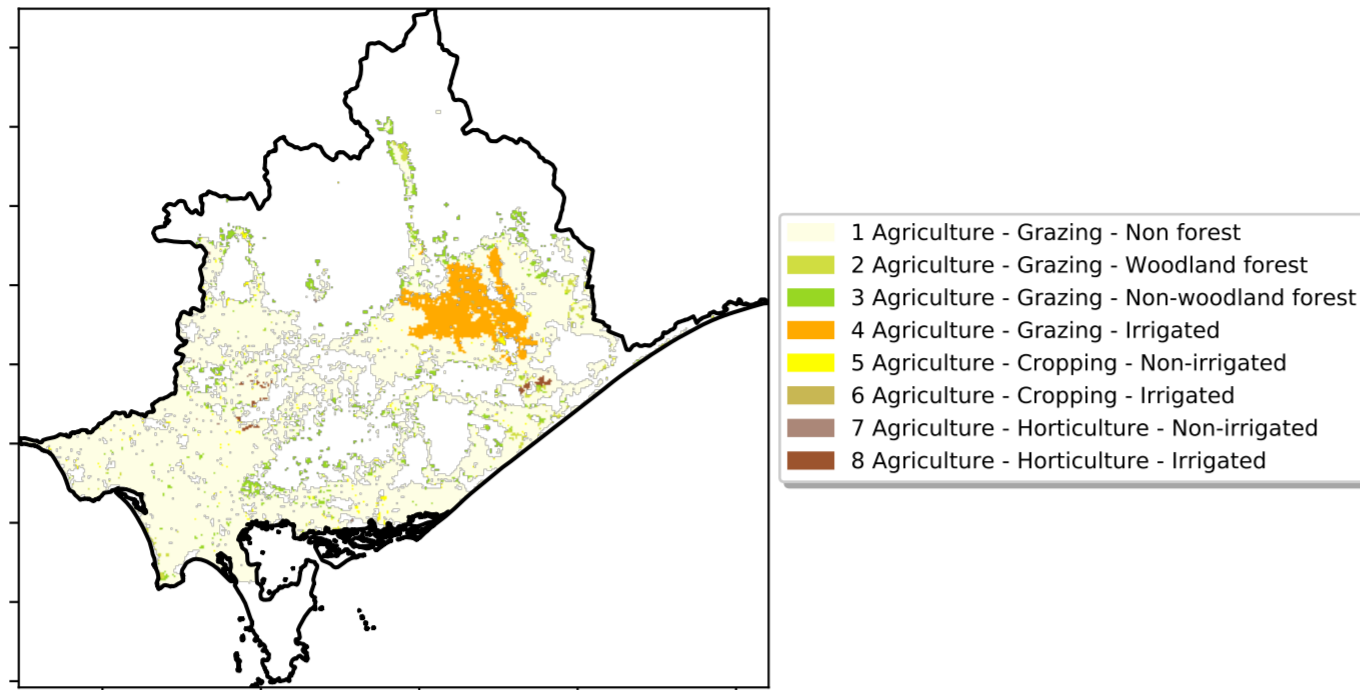 1 Agriculture - Grazing - Non forest
2 Agriculture - Grazing - Woodland forest
3 Agriculture - Grazing - Non-woodland forest
4 Agriculture - Grazing - Irrigated
5 Agriculture - Cropping - Non-irrigated
6 Agriculture - Cropping - Irrigated
7 Agriculture - Horticulture - Non-irrigated
8 Agriculture - Horticulture - Irrigated